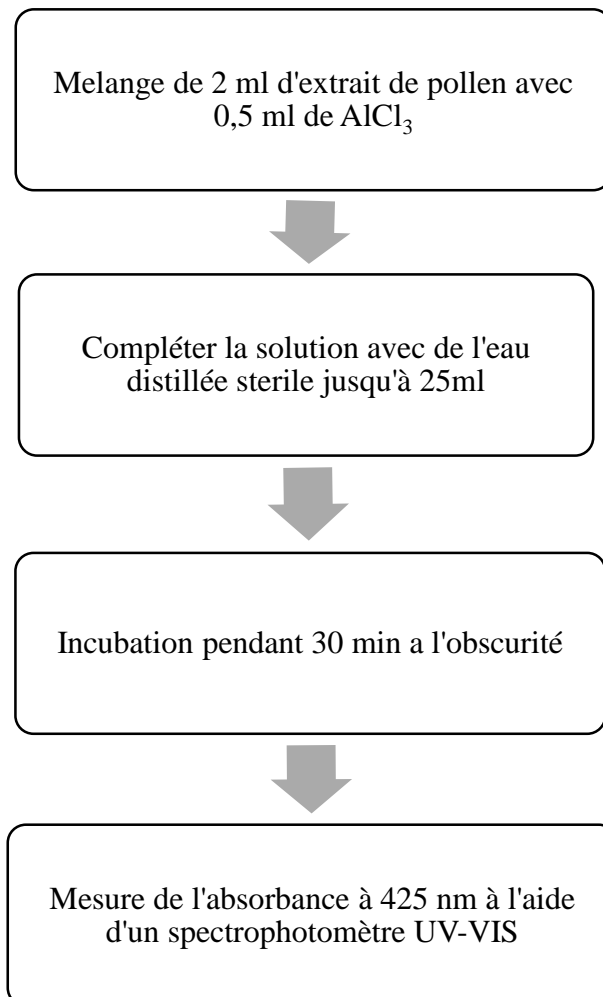 Melange de 2 ml d'extrait de pollen avec
0,5 ml de AlCl₃
Compléter la solution avec de l'eau
distillée sterile jusqu'à 25ml
Incubation pendant 30 min a l'obscurité
Mesure de l'absorbance à 425 nm à l'aide
d'un spectrophotomètre UV-VIS